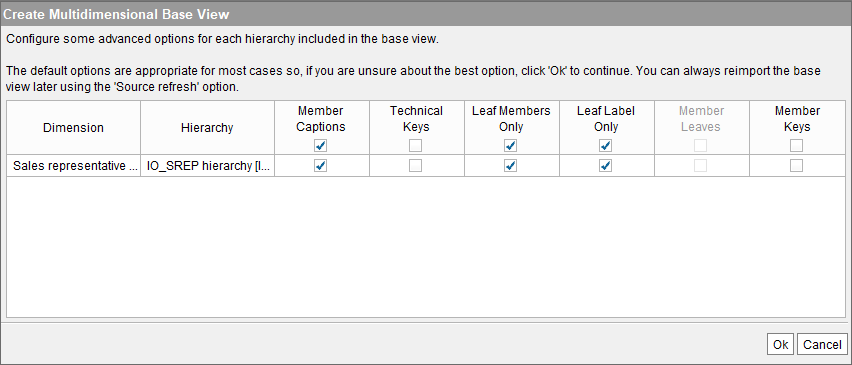 Create Multidimensional Base View
Configure some advanced options for each hierarchy included in the base view.
The default options are appropriate for most cases so, if you are unsure about the best option, click 'Ok' to continue. You can always reimport the base
view later using the 'Source refresh' option.
Dimension
Hierarchy
Member
Captions
Technical
Keys
Leaf Members
Only
Leaf Label
Only
Member
Leaves
Member
Keys
Sales representative ...
IO_SREP hierarchy [I...
Ok
Cancel